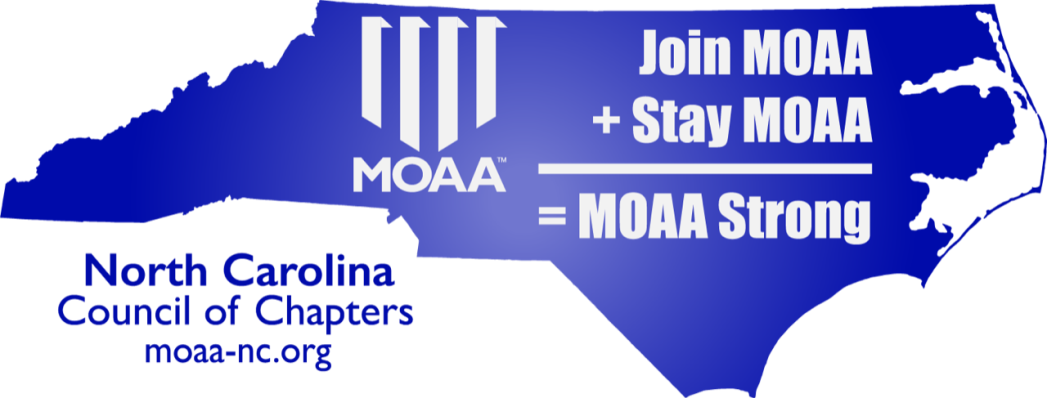 MOAA™
Join MOAA
+ Stay MOAA
= MOAA Strong
North Carolina
Council of Chapters
moaa-nc.org